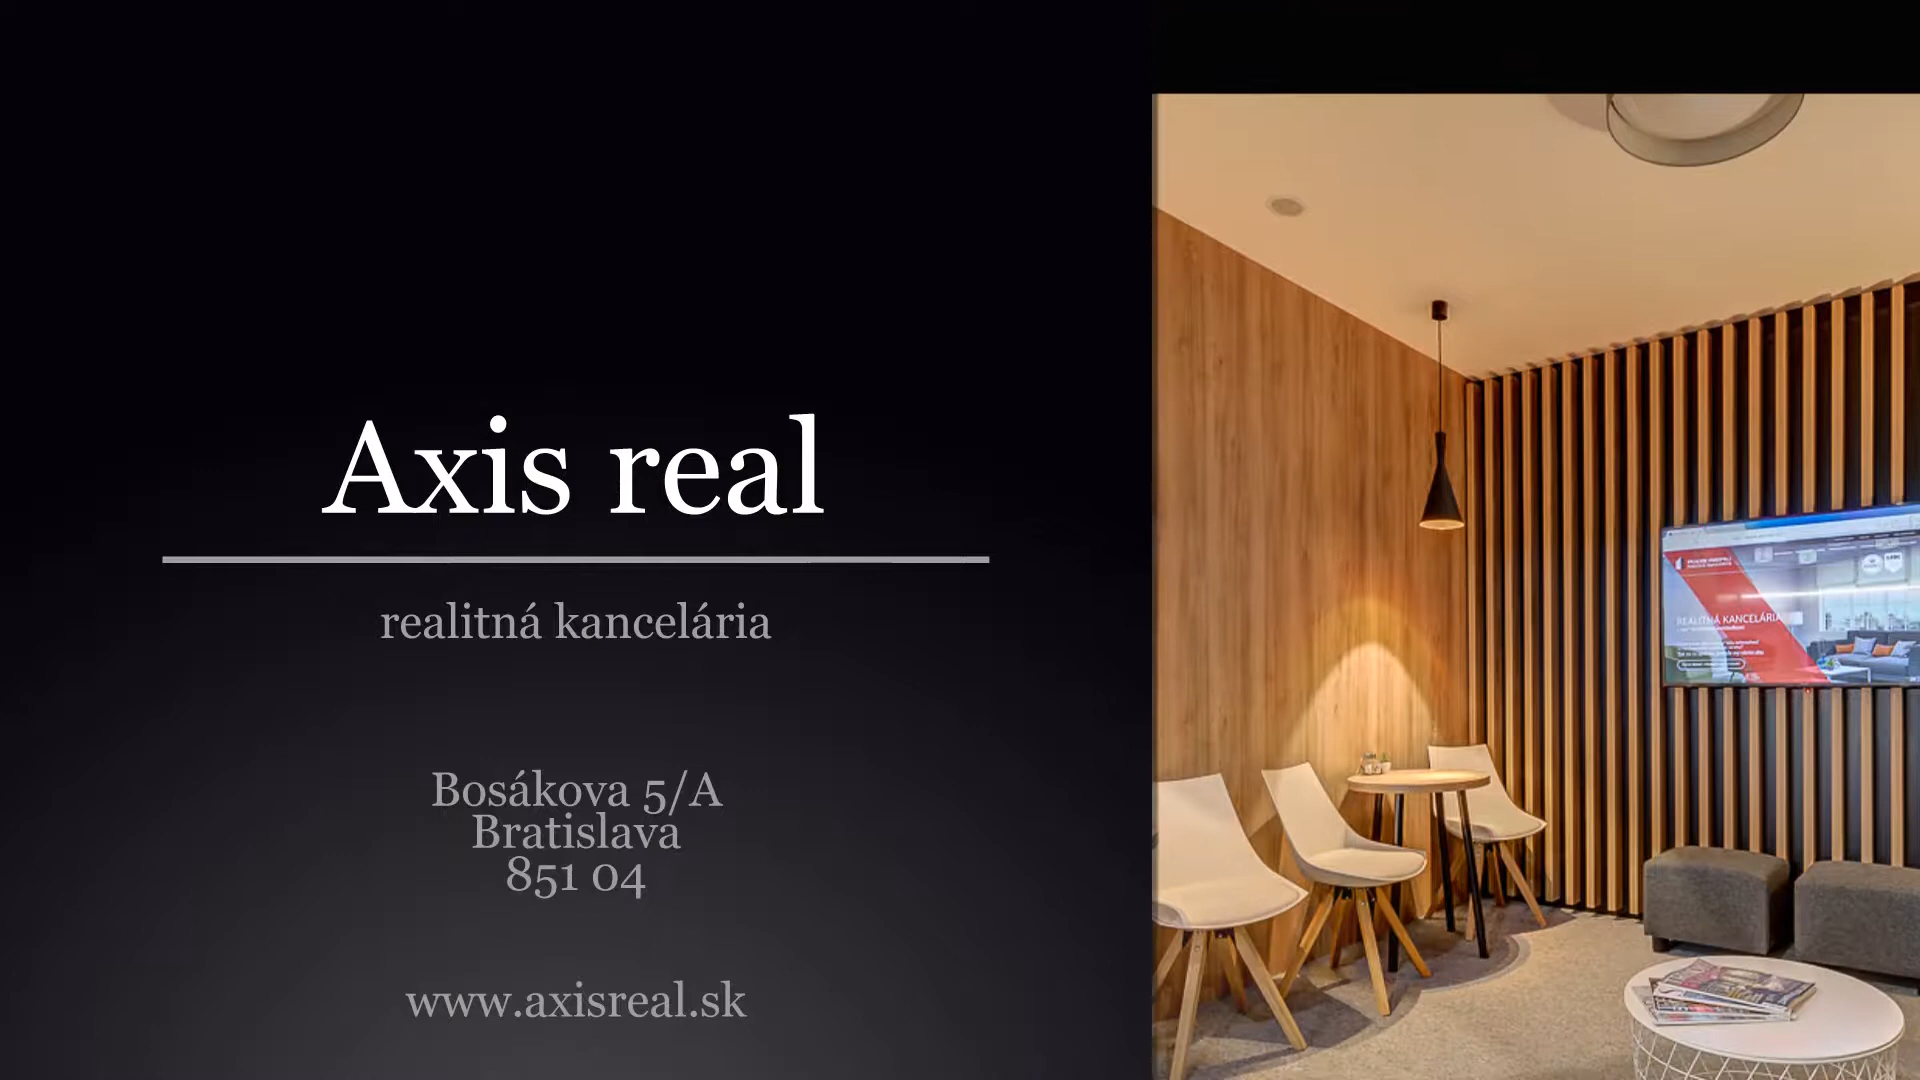 Axis real
realitná kancelária
Bosákova 5/A
Bratislava
851 04
www.axisreal.sk
REALITNÁ KANCELÁRIA